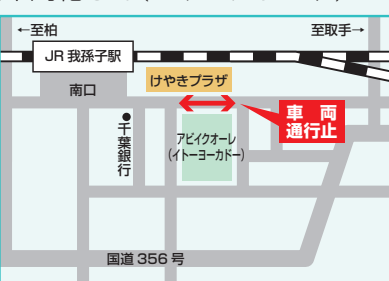 ←至柏
至取手→
JR 我孫子駅
けやきプラザ
南口
車 両
通行止
●千葉銀行
アビイクオーレ
(イトーヨーカドー)
国道 356 号